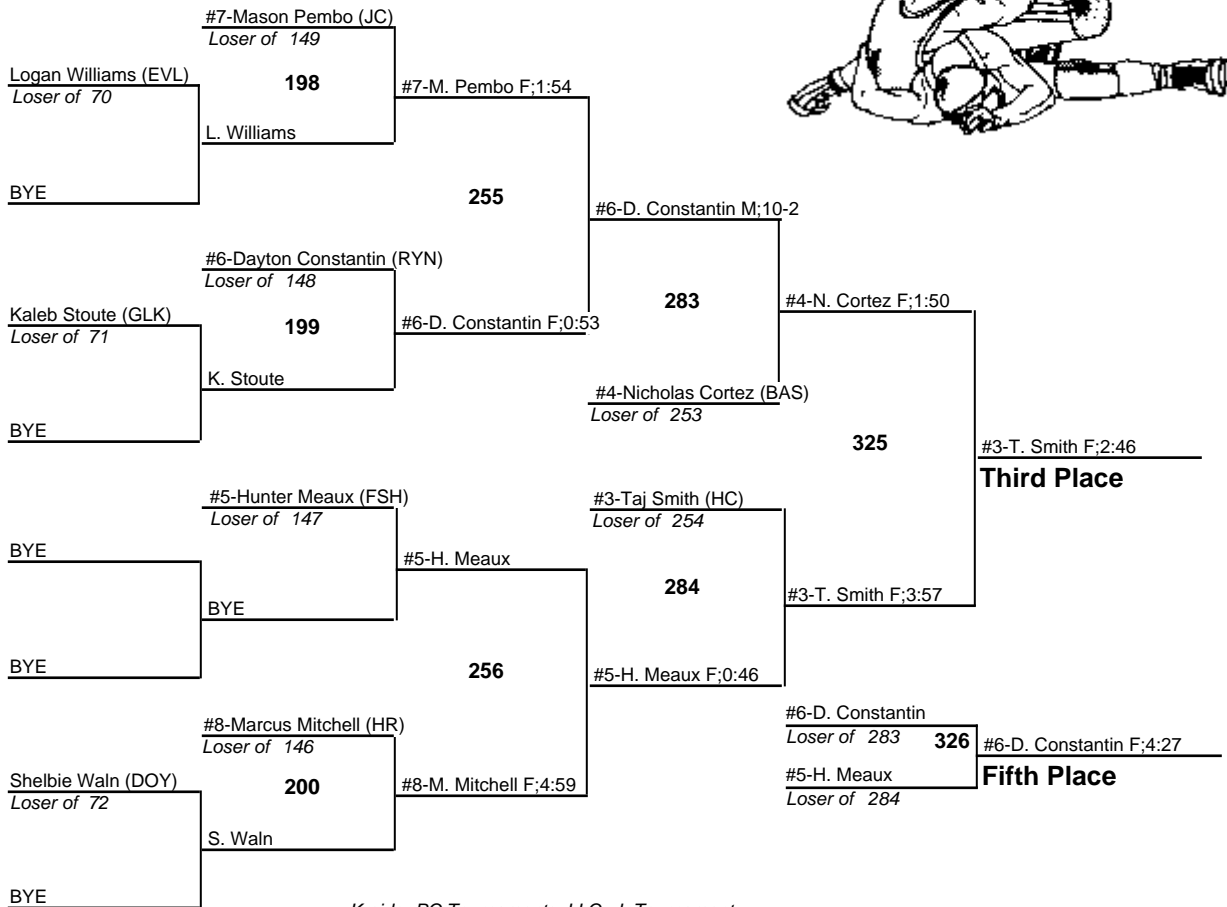 #7-Mason Pembo (JC)
Loser of 149
Logan Williams (EVL)
Loser of 70
198
#7-M. Pembo F;1:54
L. Williams
BYE
255
#6-D. Constantin M;10-2
#6-Dayton Constantin (RYN)
Loser of 148
Kaleb Stoute (GLK)
Loser of 71
199
#6-D. Constantin F;0:53
283
#4-N. Cortez F;1:50
K. Stoute
#4-Nicholas Cortez (BAS)
Loser of 253
BYE
325
#3-T. Smith F;2:46
Third Place
#5-Hunter Meaux (FSH)
Loser of 147
#3-Taj Smith (HC)
Loser of 254
BYE
#5-H. Meaux
284
#3-T. Smith F;3:57
BYE
BYE
256
#5-H. Meaux F;0:46
#8-Marcus Mitchell (HR)
Loser of 146
#6-D. Constantin
Loser of 283
326
#6-D. Constantin F;4:27
Fifth Place
Shelbie Waln (DOY)
Loser of 72
200
#8-M. Mitchell F;4:59
#5-H. Meaux
Loser of 284
S. Waln
BYE